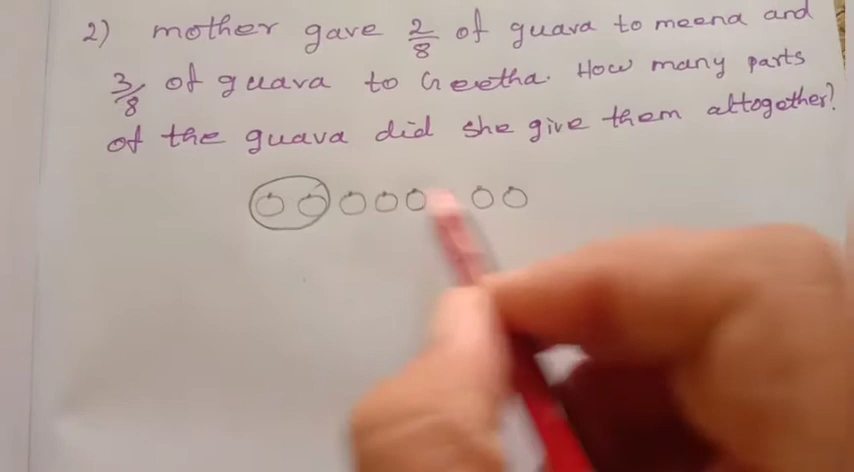 2) mother gave 2/8 of guava to meena and
3/8 of guava to Geetha. How many parts
of the guava did she give them altogether?